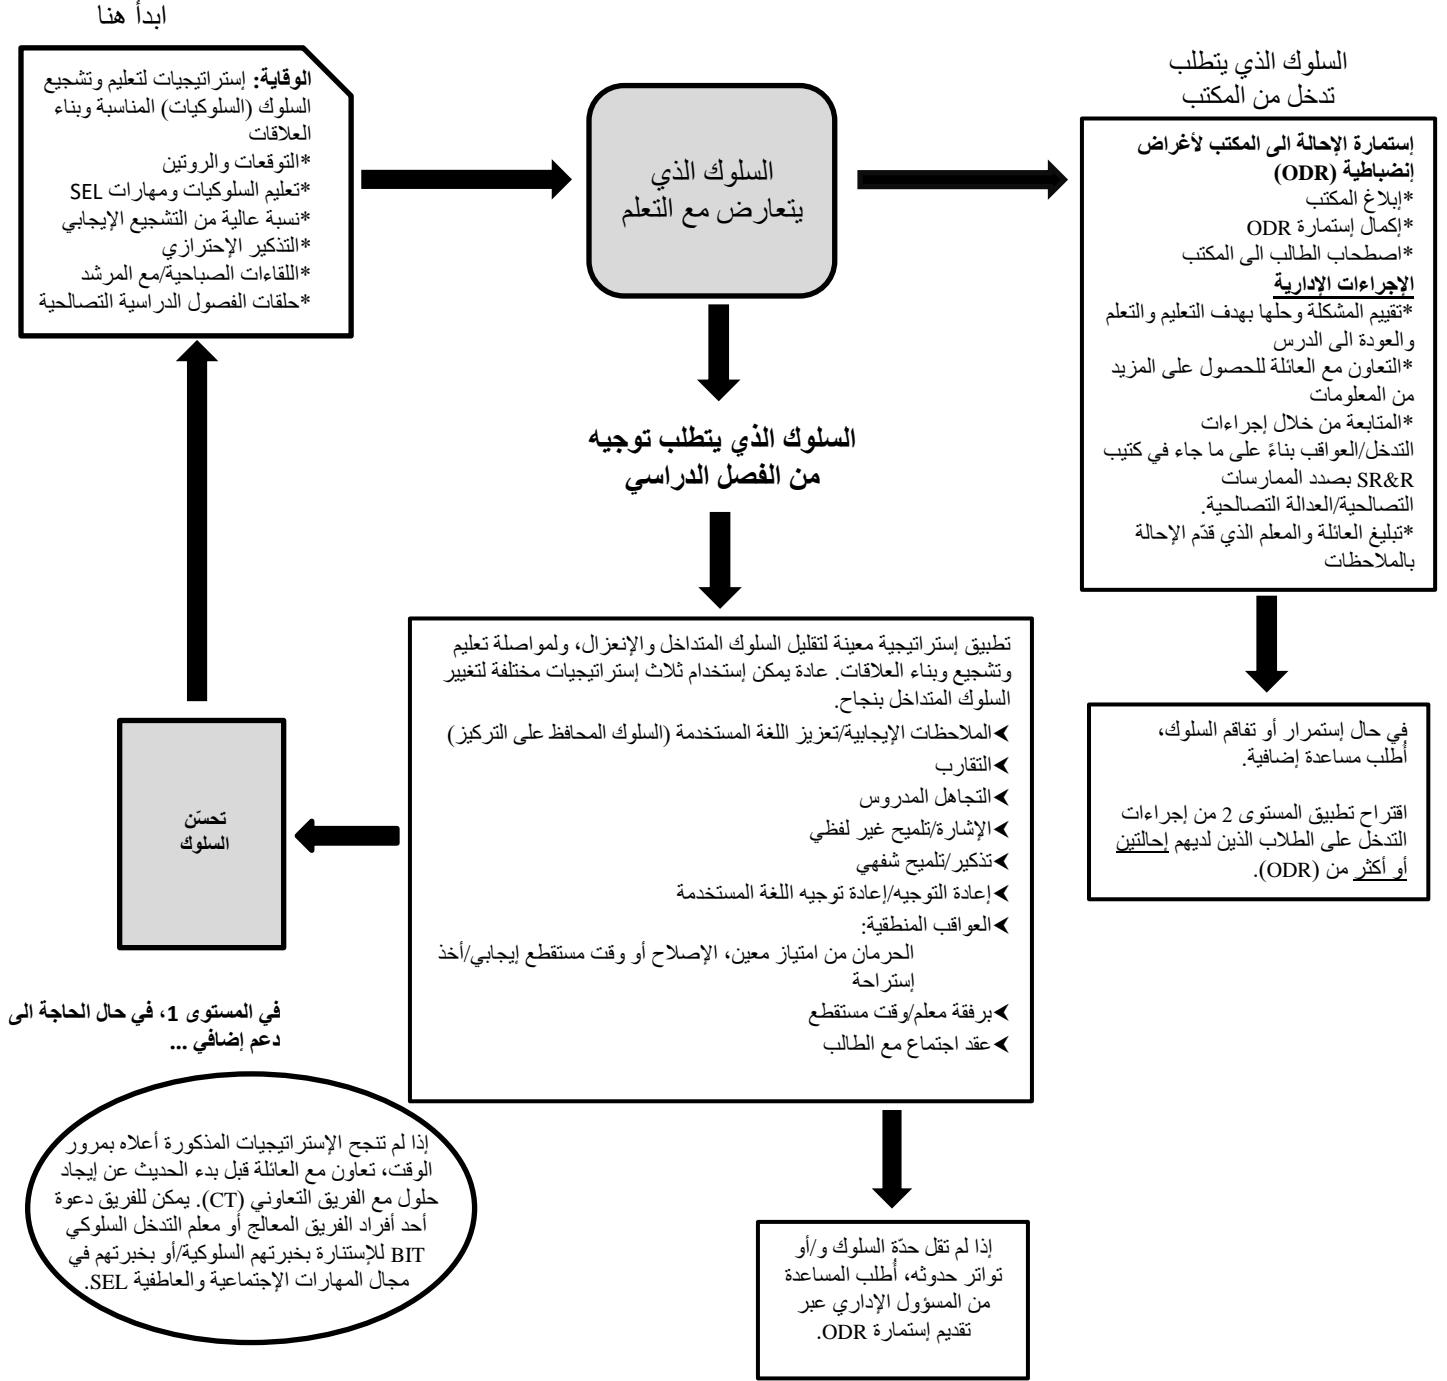 ابدأ هنا
الوقاية: إستراتيجيات لتعليم وتشجيع
السلوك (السلوكيات) المناسبة وبناء
العلاقات
*التوقعات والروتين
*تعليم السلوكيات ومهارات SEL
*نسبة عالية من التشجيع الإيجابي
*التذكير الإحترازي
*اللقاءات الصباحية/مع المرشد
*حلقات الفصول الدراسية التصالحية
السلوك الذي
يتعارض مع التعلم
السلوك الذي يتطلب
تدخل من المكتب
إستمارة الإحالة الى المكتب لأغراض
إنضباطية (ODR)
*إبلاغ المكتب
*إكمال إستمارة ODR
*اصطحاب الطالب الى المكتب
الإجراءات الإدارية
*تقييم المشكلة وحلها بهدف التعليم والتعلم
والعودة الى الدرس
*التعاون مع العائلة للحصول على المزيد
من المعلومات
*المتابعة من خلال إجراءات
التدخل/العواقب بناءً على ما جاء في كتيب
SR&R بصدد الممارسات
التصالحية/العدالة التصالحية.
*تبليغ العائلة والمعلم الذي قدّم الإحالة
بالملاحظات
السلوك الذي يتطلب توجيه
من الفصل الدراسي
تطبيق إستراتيجية معينة لتقليل السلوك المتداخل والإنعزال، ولمواصلة تعليم
وتشجيع وبناء العلاقات. عادة يمكن إستخدام ثلاث إستراتيجيات مختلفة لتغيير
السلوك المتداخل بنجاح.
➤الملاحظات الإيجابية/تعزيز اللغة المستخدمة (السلوك المحافظ على التركيز)
➤التقارب
➤التجاهل المدروس
➤الإشارة/تلميح غير لفظي
➤تذكير/تلميح شفهي
➤إعادة التوجيه/إعادة توجيه اللغة المستخدمة
➤العواقب المنطقية:
الحرمان من امتياز معين، الإصلاح أو وقت مستقطع إيجابي/أخذ
إستراحة
➤برفقة معلم/وقت مستقطع
➤عقد اجتماع مع الطالب
في حال إستمرار أو تفاقم السلوك،
أُطلب مساعدة إضافية.
اقتراح تطبيق المستوى 2 من إجراءات
التدخل على الطلاب الذين لديهم إحالتين
أو أكثر من (ODR).
تحسّن
السلوك
في المستوى 1، في حال الحاجة الى
دعم إضافي ...
إذا لم تنجح الإستراتيجيات المذكورة أعلاه بمرور
الوقت، تعاون مع العائلة قبل بدء الحديث عن إيجاد
حلول مع الفريق التعاوني (CT). يمكن للفريق دعوة
أحد أفراد الفريق المعالج أو معلم التدخل السلوكي
BIT للإستنارة بخبرتهم السلوكية/أو بخبرتهم في
مجال المهارات الإجتماعية والعاطفية SEL.
إذا لم تقل حدّة السلوك و/أو
تواتر حدوثه، أُطلب المساعدة
من المسؤول الإداري عبر
تقديم إستمارة ODR.